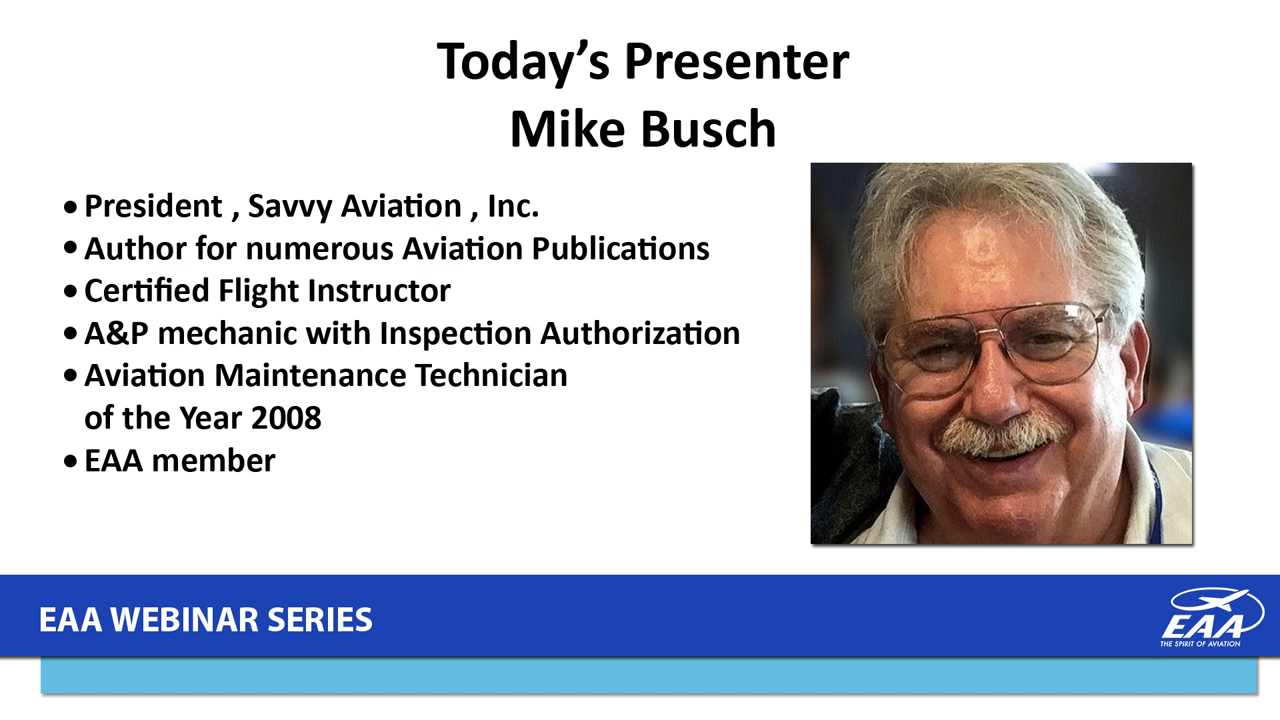 Today’s Presenter
Mike Busch
• President , Savvy Aviation , Inc.
• Author for numerous Aviation Publications
• Certified Flight Instructor
• A&P mechanic with Inspection Authorization
• Aviation Maintenance Technician
of the Year 2008
• EAA member
EAA WEBINAR SERIES
EAA
THE SPIRIT OF AVIATION